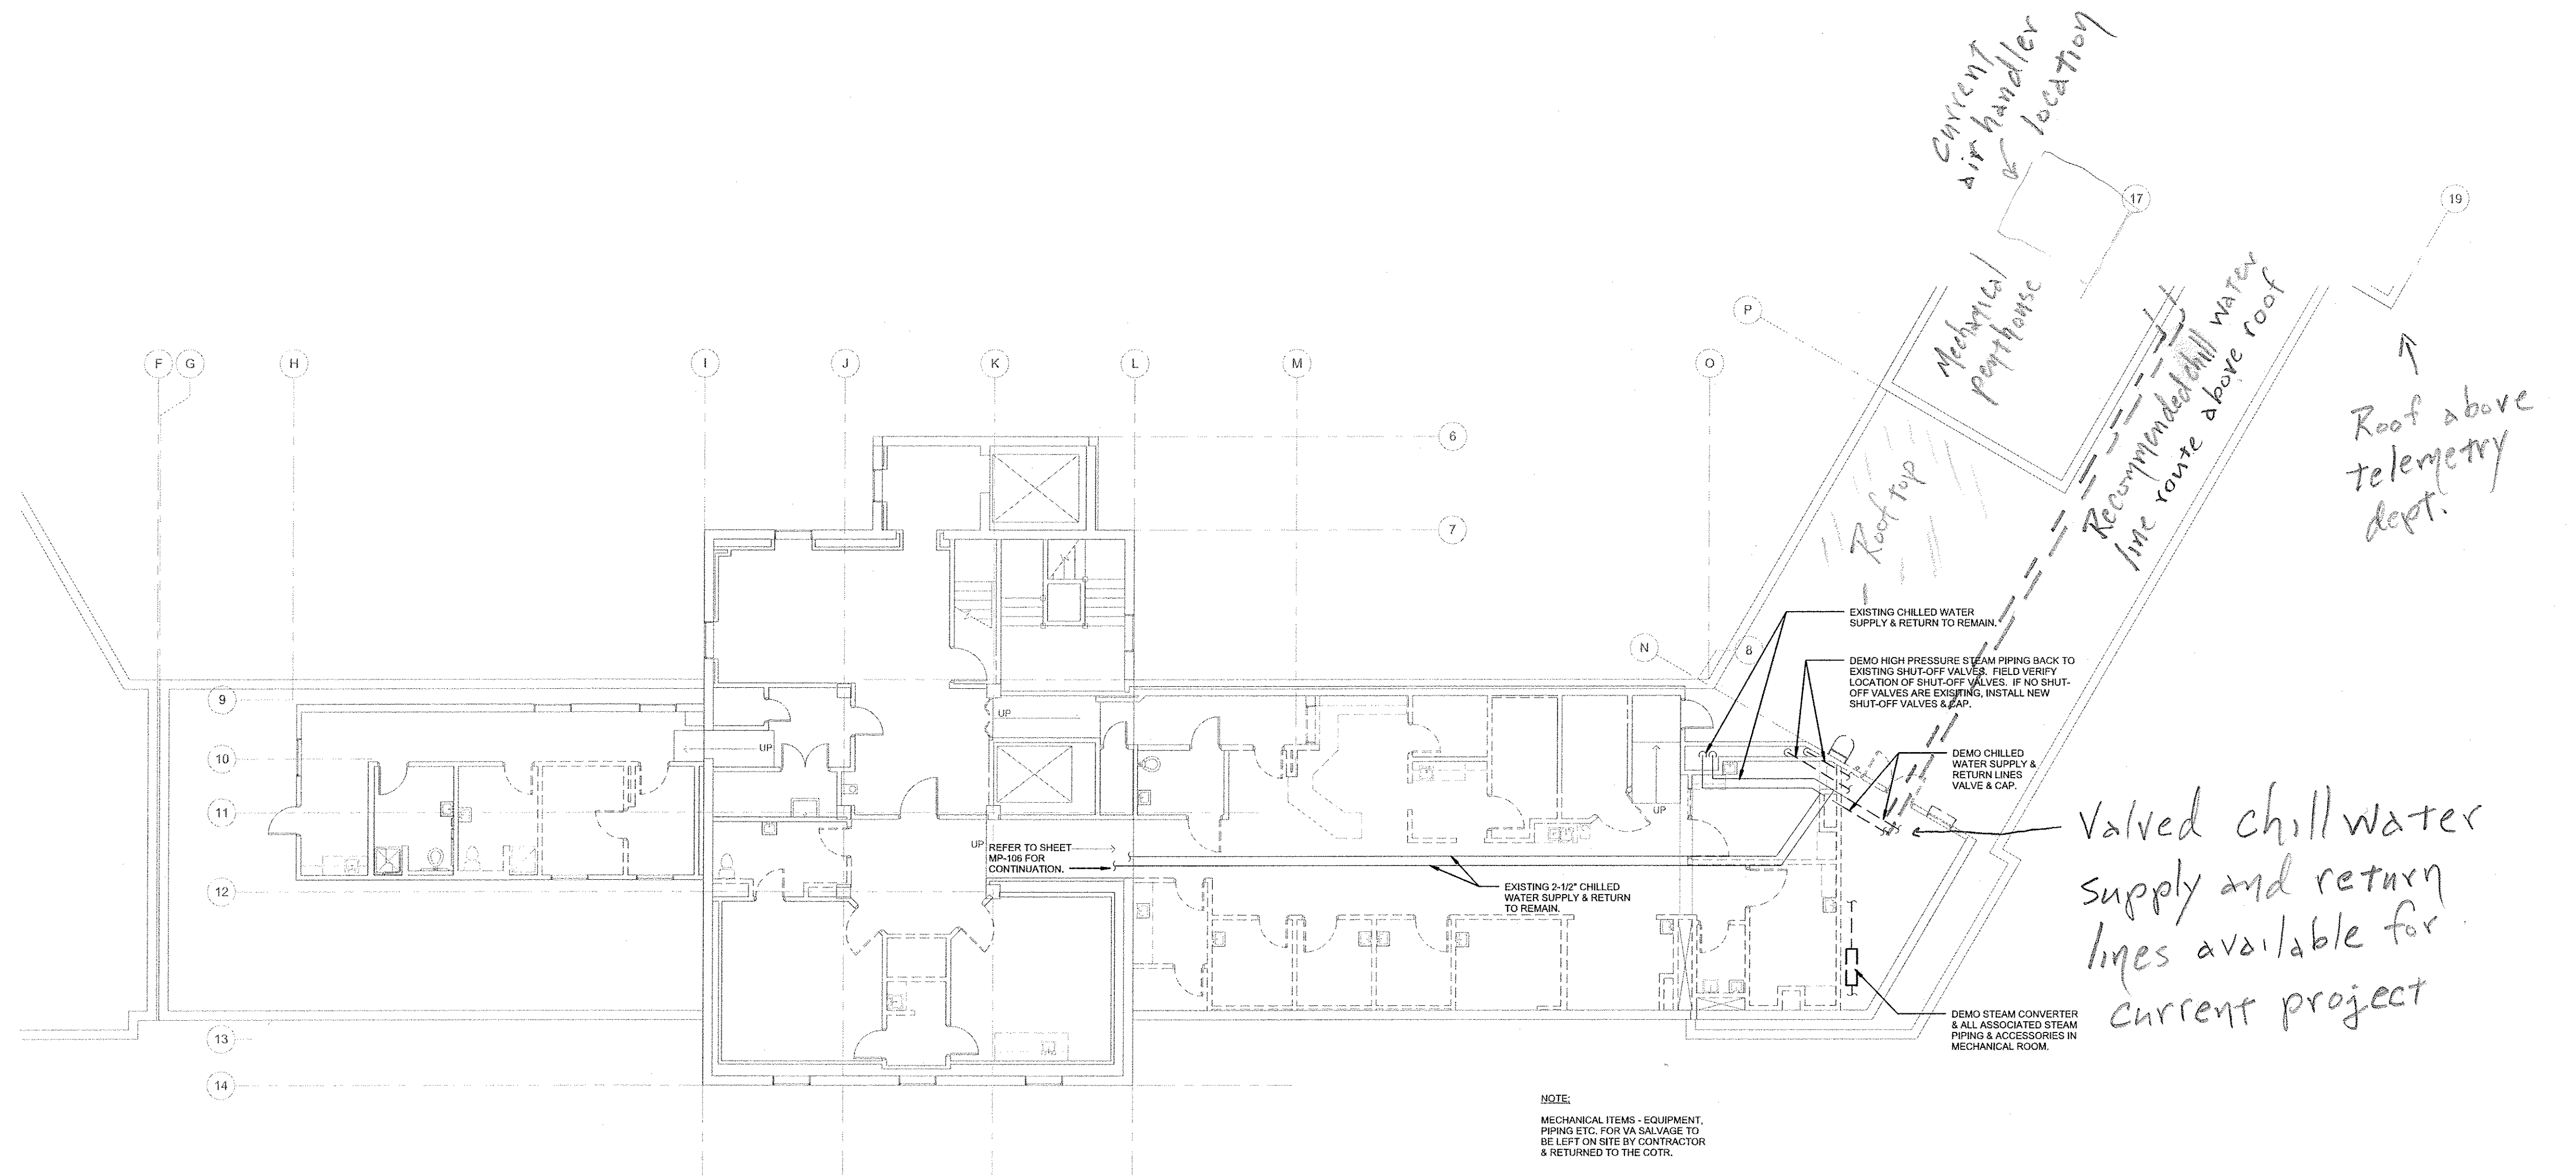 Current
air handler
location
17
19
Mechanical
penthouse
P
Recommended chill water
line route above roof
F
G
H
I
J
K
L
M
O
Roof above
telemetry
dept.
6
7
Rooftop
EXISTING CHILLED WATER
SUPPLY & RETURN TO REMAIN.
N
8
DEMO HIGH PRESSURE STEAM PIPING BACK TO
EXISTING SHUT-OFF VALVES. FIELD VERIFY
LOCATION OF SHUT-OFF VALVES. IF NO SHUT-
OFF VALVES ARE EXISITING, INSTALL NEW
SHUT-OFF VALVES & CAP.
9
UP
UP
10
DEMO CHILLED
WATER SUPPLY &
RETURN LINES
VALVE & CAP.
11
UP
Valved chill water
supply and return
lines available for
current project
UP
REFER TO SHEET
MP-106 FOR
CONTINUATION.
12
EXISTING 2-1/2" CHILLED
WATER SUPPLY & RETURN
TO REMAIN.
DEMO STEAM CONVERTER
& ALL ASSOCIATED STEAM
PIPING & ACCESSORIES IN
MECHANICAL ROOM.
13
14
NOTE:
MECHANICAL ITEMS - EQUIPMENT,
PIPING ETC. FOR VA SALVAGE TO
BE LEFT ON SITE BY CONTRACTOR
& RETURNED TO THE COTR.